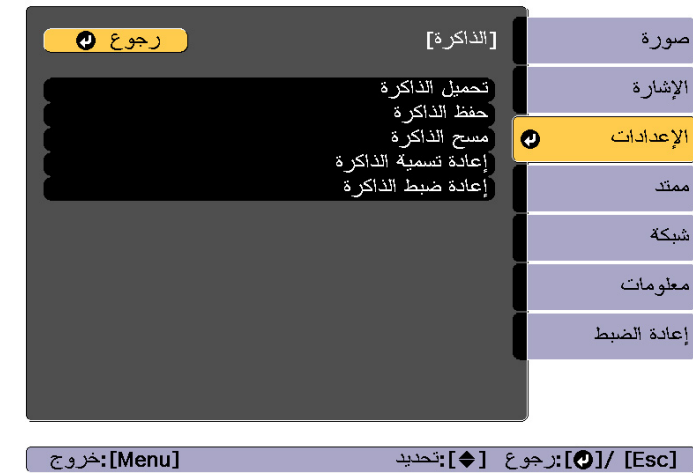 صورة
الإشارة
الإعدادات
ممتد
شبكة
معلومات
إعادة الضبط
[الذاكرة]
رجوع
تحميل الذاكرة
حفظ الذاكرة
مسح الذاكرة
إعادة تسمية الذاكرة
إعادة ضبط الذاكرة
[Esc] /[⏎]:رجوع [◆]:تحديد [Menu]:خروج